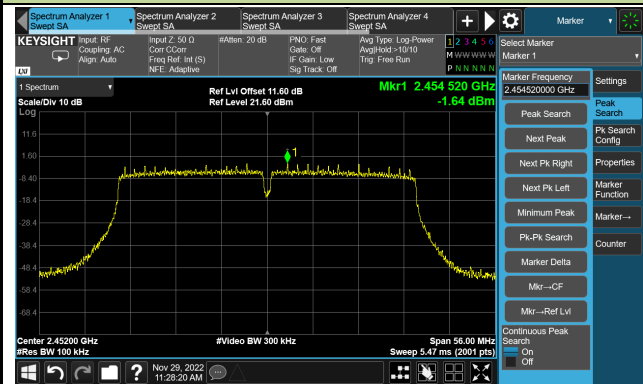 Spectrum Analyzer 1
Swept SA
Spectrum Analyzer 2
Swept SA
Spectrum Analyzer 3
Swept SA
Spectrum Analyzer 4
Swept SA
Marker
KEYSIGHT
Input: RF
Coupling: AC
Align: Auto
Input Z: 50 Ω
Corr CCorr
Freq Ref: Int (S)
NFE: Adaptive
#Atten: 20 dB
PNO: Fast
Gate: Off
IF Gain: Low
Sig Track: Off
Avg Type: Log-Power
Avg|Hold:>10/10
Trig: Free Run
1 2 3 4 5 6
M W W W W W
P N N N N N
LXI
Select Marker
Marker 1
1 Spectrum
Scale/Div 10 dB
Log
Ref Lvl Offset 11.60 dB
Ref Level 21.60 dBm
Mkr1 2.454 520 GHz
-1.64 dBm
11.6
1.60
-8.40
-18.4
-28.4
-38.4
-48.4
-58.4
-68.4
1
Center 2.45200 GHz
#Res BW 100 kHz
#Video BW 300 kHz
Span 56.00 MHz
Sweep 5.47 ms (2001 pts)
Marker Frequency
2.454520000 GHz
Peak Search
Next Peak
Next Pk Right
Next Pk Left
Minimum Peak
Pk-Pk Search
Marker Delta
Mkr→CF
Mkr→Ref Lvl
Continuous Peak
Search
On
Off
Settings
Peak
Search
Pk Search
Config
Properties
Marker
Function
Marker→
Counter
Nov 29, 2022
11:28:20 AM